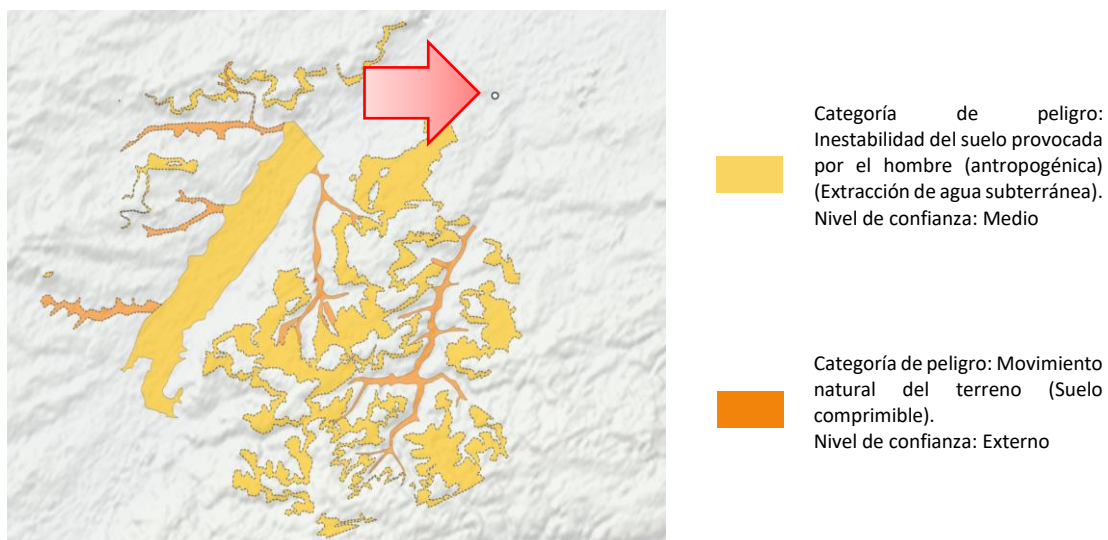 Categoría de peligro:
Inestabilidad del suelo provocada
por el hombre (antropogénica)
(Extracción de agua subterránea).
Nivel de confianza: Medio
Categoría de peligro: Movimiento
natural del terreno (Suelo
comprimible).
Nivel de confianza: Externo